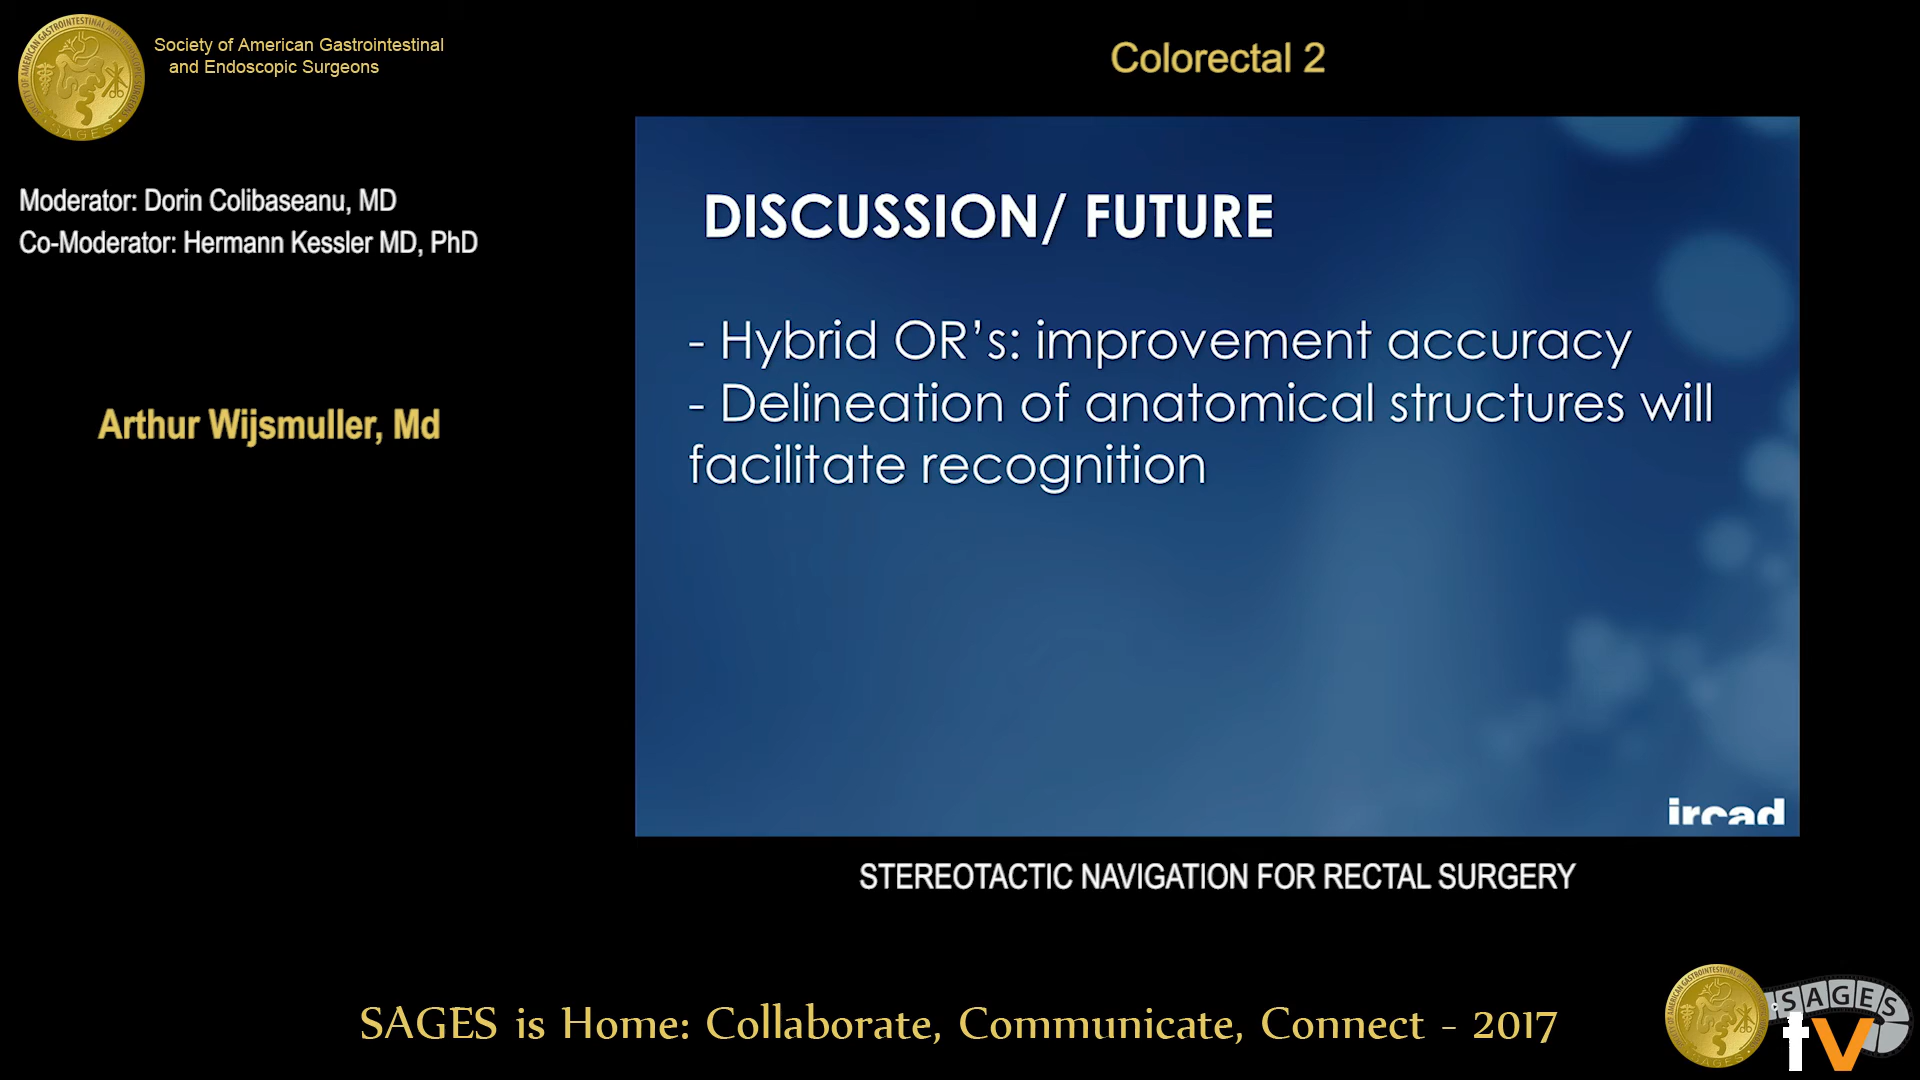 Society of American Gastrointestinal
and Endoscopic Surgeons
Colorectal 2
Moderator: Dorin Colibaseanu, MD
Co-Moderator: Hermann Kessler MD, PhD
Arthur Wijsmuller, Md
DISCUSSION/ FUTURE
- Hybrid OR’s: improvement accuracy
- Delineation of anatomical structures will
facilitate recognition
ircad
STEREOTACTIC NAVIGATION FOR RECTAL SURGERY
SAGES is Home: Collaborate, Communicate, Connect - 2017
SAGES
tv